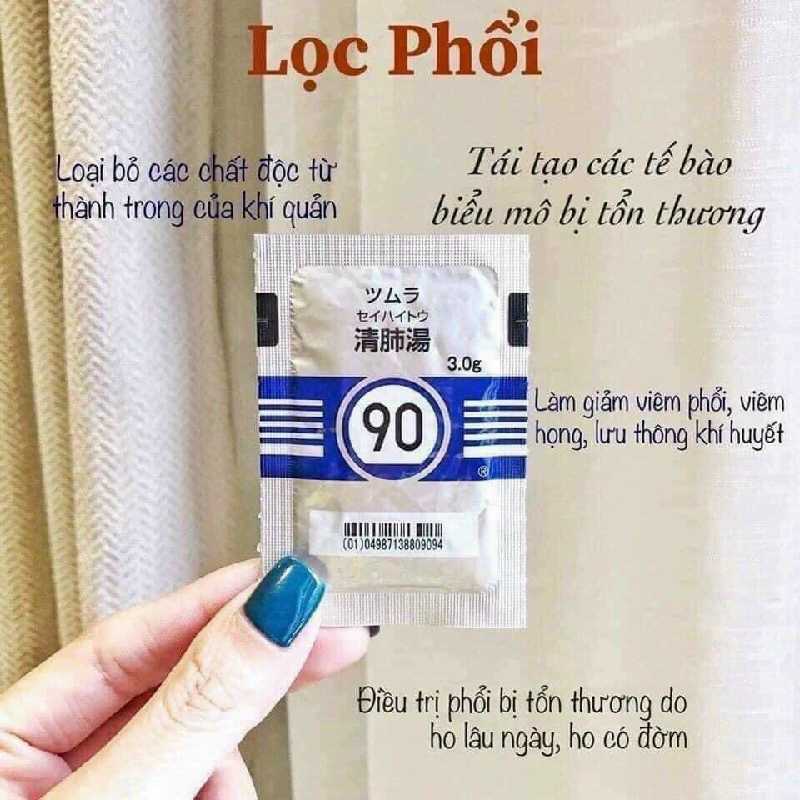 Lọc Phổi
Loại bỏ các chất độc từ
thành trong của khí quản
Tái tạo các tế bào
biểu mô bị tổn thương
ツムラ
セイハイトウ
清肺湯
3.0g
90
®
(01)04987138809094
Làm giảm viêm phổi, viêm
họng, lưu thông khí huyết
Điều trị phổi bị tổn thương do
ho lâu ngày, ho có đờm